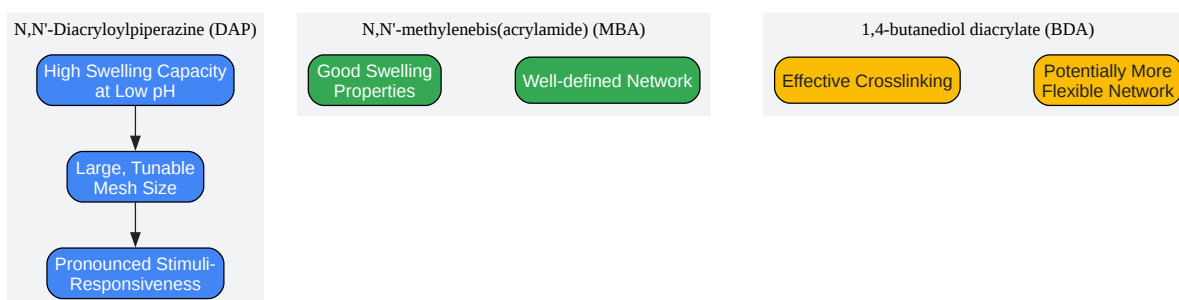 N,N'-Diacryloylpiperazine (DAP)
High Swelling Capacity
at Low pH
Large, Tunable
Mesh Size
Pronounced Stimuli-
Responsiveness
N,N'-methylenebis(acrylamide) (MBA)
Good Swelling
Properties
Well-defined Network
1,4-butanediol diacrylate (BDA)
Effective Crosslinking
Potentially More
Flexible Network